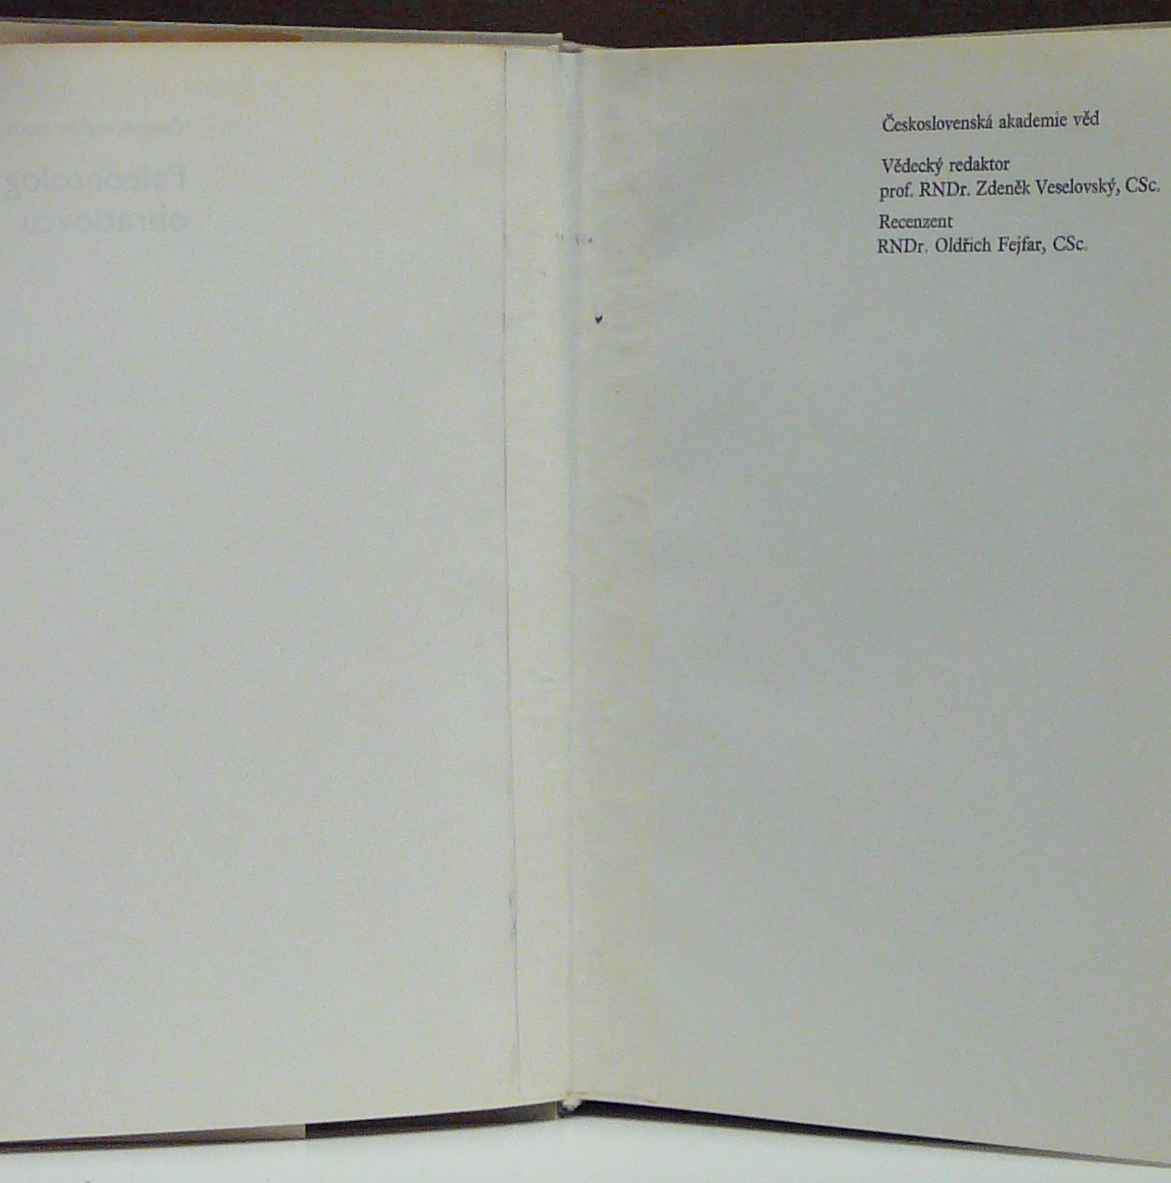 Československá akademie věd
Vědecký redaktor
prof. RNDr. Zdeněk Veselovský, CSc.
Recenzent
RNDr. Oldřich Fejfar, CSc.